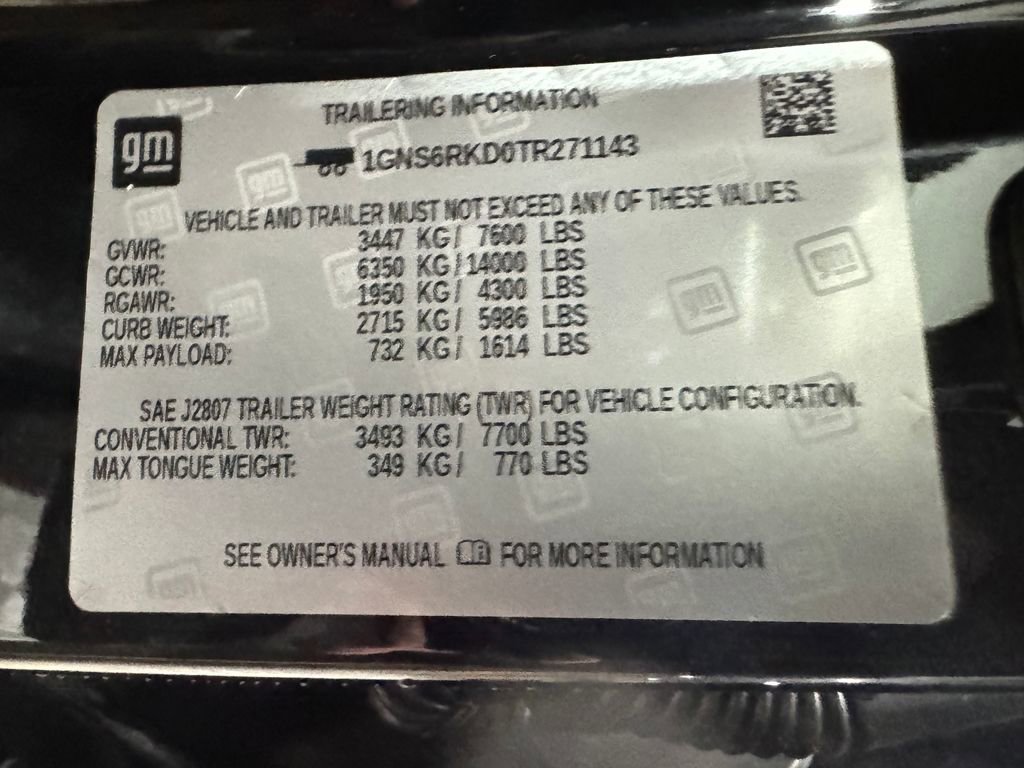 gm
TRAILERING INFORMATION
1GNS6RKD0TR271143
VEHICLE AND TRAILER MUST NOT EXCEED ANY OF THESE VALUES.
GVWR: 3447 KG/ 7600 LBS
GCWR: 6350 KG/14000 LBS
RGAWR: 1950 KG/ 4300 LBS
CURB WEIGHT: 2715 KG/ 5986 LBS
MAX PAYLOAD: 732 KG/ 1614 LBS
SAE J2807 TRAILER WEIGHT RATING (TWR) FOR VEHICLE CONFIGURATION.
CONVENTIONAL TWR: 3493 KG/ 7700 LBS
MAX TONGUE WEIGHT: 349 KG/ 770 LBS
SEE OWNER'S MANUAL FOR MORE INFORMATION